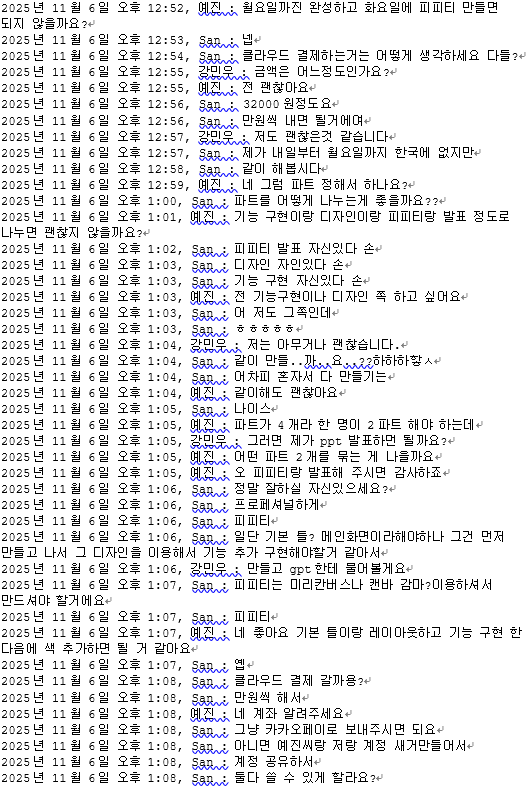 2025년 11월 6일 오후 12:52, 예진 : 월요일까진 완성하고 화요일에 피피티 만들면
되지 않을까요?
2025년 11월 6일 오후 12:53, San : 넵
2025년 11월 6일 오후 12:54, San : 클라우드 결제하는거는 어떻게 생각하세요 다들?
2025년 11월 6일 오후 12:55, 강민우 : 금액은 어느정도인가요?
2025년 11월 6일 오후 12:55, 예진 : 전 괜찮아요
2025년 11월 6일 오후 12:56, San : 32000원정도요
2025년 11월 6일 오후 12:56, San : 만원씩 내면 될거에여
2025년 11월 6일 오후 12:57, 강민우 : 저도 괜찮은것 같습니다
2025년 11월 6일 오후 12:57, San : 제가 내일부터 월요일까지 한국에 없지만
2025년 11월 6일 오후 12:58, San : 같이 해봅시다
2025년 11월 6일 오후 12:59, 예진 : 네 그럼 파트 정해서 하나요?
2025년 11월 6일 오후 1:00, San : 파트를 어떻게 나누는게 좋을까요??
2025년 11월 6일 오후 1:01, 예진 : 기능 구현이랑 디자인이랑 피피티랑 발표 정도로
나누면 괜찮지 않을까요?
2025년 11월 6일 오후 1:02, San : 피피티 발표 자신있다 손
2025년 11월 6일 오후 1:03, San : 디자인 자인있다 손
2025년 11월 6일 오후 1:03, San : 기능 구현 자신있다 손
2025년 11월 6일 오후 1:03, 예진 : 전 기능구현이나 디자인 쪽 하고 싶어요
2025년 11월 6일 오후 1:03, San : 어 저도 그쪽인데
2025년 11월 6일 오후 1:03, San : ㅎㅎㅎㅎㅎ
2025년 11월 6일 오후 1:04, 강민우 : 저는 아무거나 괜찮습니다.
2025년 11월 6일 오후 1:04, San : 같이 만들..까..요..??하하하핳ㅅ
2025년 11월 6일 오후 1:04, San : 어차피 혼자서 다 만들기는
2025년 11월 6일 오후 1:04, 예진 : 같이해도 괜찮아요
2025년 11월 6일 오후 1:05, San : 나이스
2025년 11월 6일 오후 1:05, 예진 : 파트가 4개라 한 명이 2파트 해야 하는데
2025년 11월 6일 오후 1:05, 강민우 : 그러면 제가 ppt 발표하면 될까요?
2025년 11월 6일 오후 1:05, 예진 : 어떤 파트 2개를 묶는 게 나을까요
2025년 11월 6일 오후 1:05, 예진 : 오 피피티랑 발표해 주시면 감사하죠
2025년 11월 6일 오후 1:06, San : 정말 잘하실 자신있으세요?
2025년 11월 6일 오후 1:06, San : 프로페셔널하게
2025년 11월 6일 오후 1:06, San : 피피티
2025년 11월 6일 오후 1:06, San : 일단 기본 틀? 메인화면이라해야하나 그건 먼저
만들고 나서 그 디자인을 이용해서 기능 추가 구현해야할거 같아서
2025년 11월 6일 오후 1:06, 강민우 : 만들고 gpt한테 물어볼게요
2025년 11월 6일 오후 1:07, San : 피피티는 미리캔버스나 캔바 감마?이용하셔서
만드셔야 할거에요
2025년 11월 6일 오후 1:07, San : 피피티
2025년 11월 6일 오후 1:07, 예진 : 네 좋아요 기본 틀이랑 레이아웃하고 기능 구현 한
다음에 색 추가하면 될 거 같아요
2025년 11월 6일 오후 1:07, San : 옙
2025년 11월 6일 오후 1:08, San : 클라우드 결제 갈까용?
2025년 11월 6일 오후 1:08, San : 만원씩 해서
2025년 11월 6일 오후 1:08, 예진 : 네 계좌 알려주세요
2025년 11월 6일 오후 1:08, San : 그냥 카카오페이로 보내주시면 되요
2025년 11월 6일 오후 1:08, San : 아니면 예진씨랑 저랑 계정 새거만들어서
2025년 11월 6일 오후 1:08, San : 계정 공유하서
2025년 11월 6일 오후 1:08, San : 둘다 쓸 수 있게 할라요?